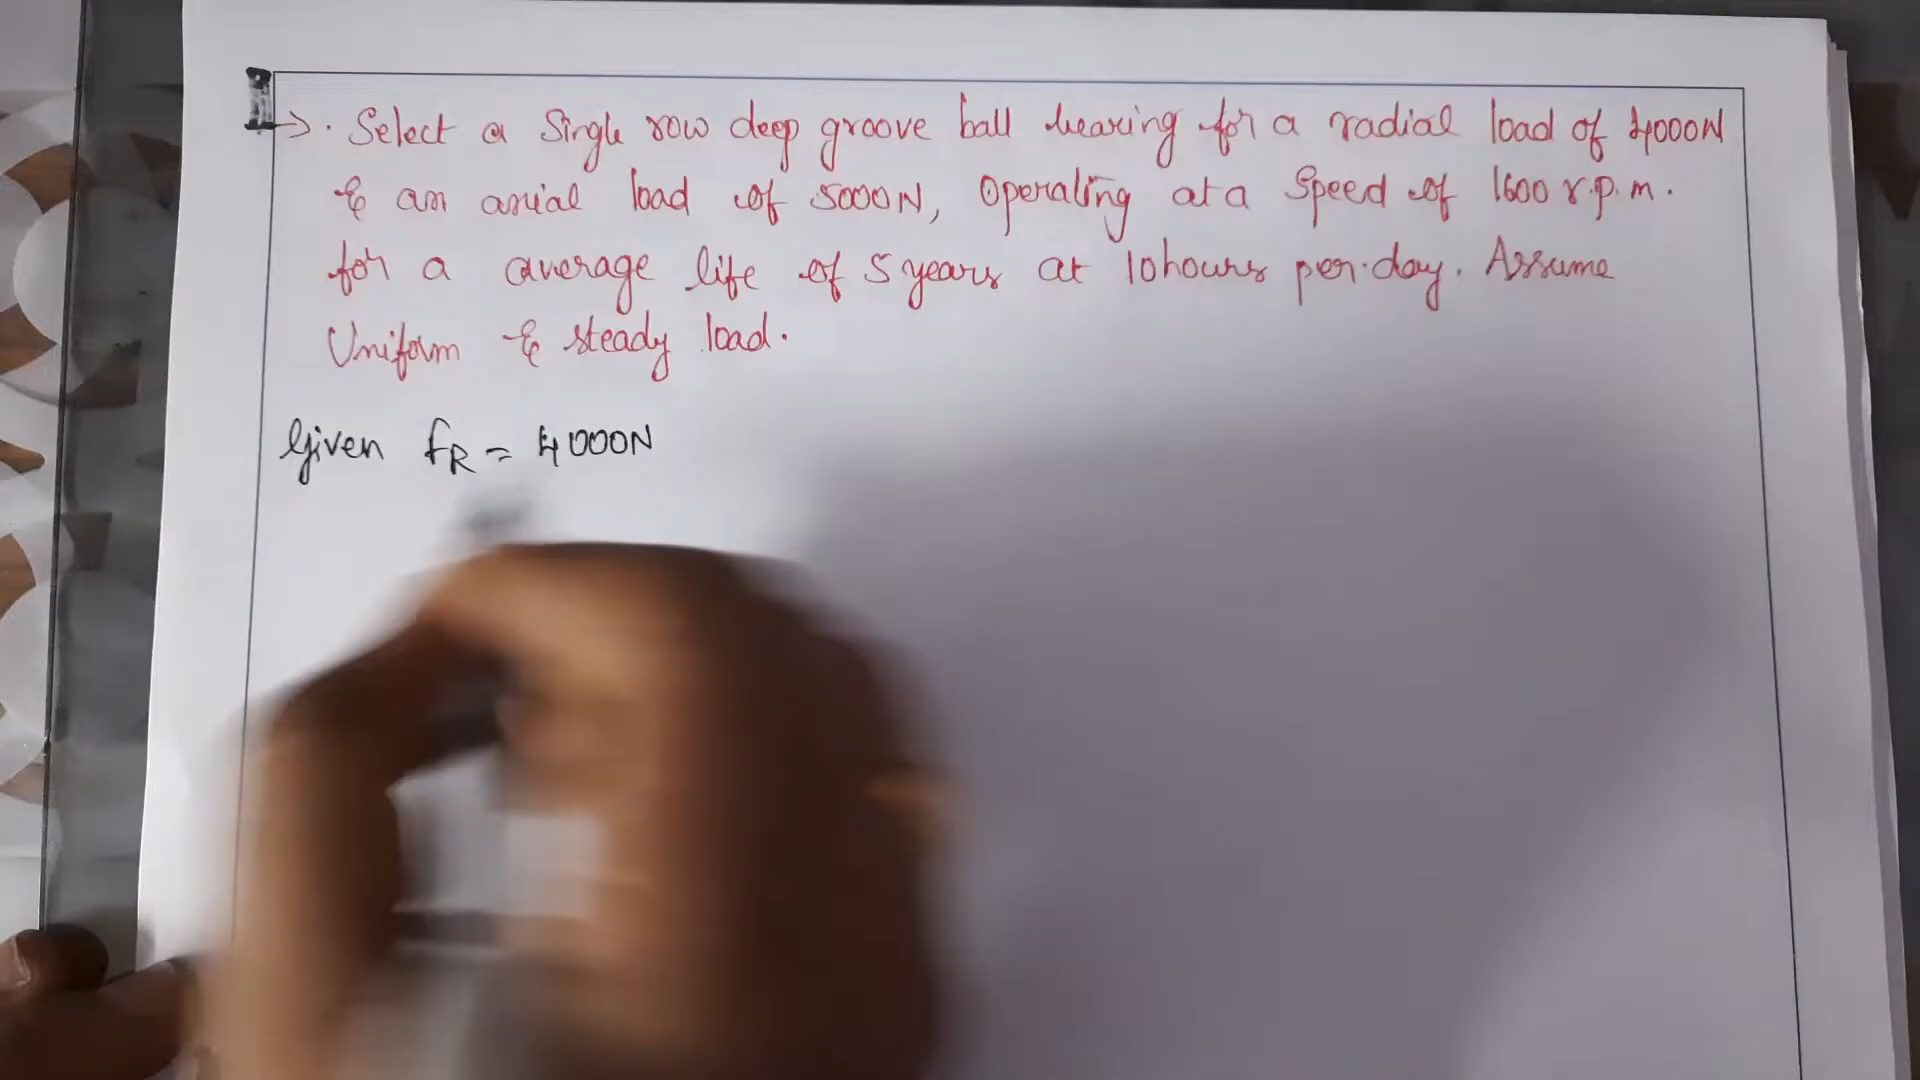 →. Select a Single row deep groove ball bearing for a radial load of 4000N
& an axial load of 5000N, Operating at a Speed of 1600 r.p.m.
for a average life of 5 years at 10 hours per.day. Assume
Uniform & steady load.
Given FR = 4000N